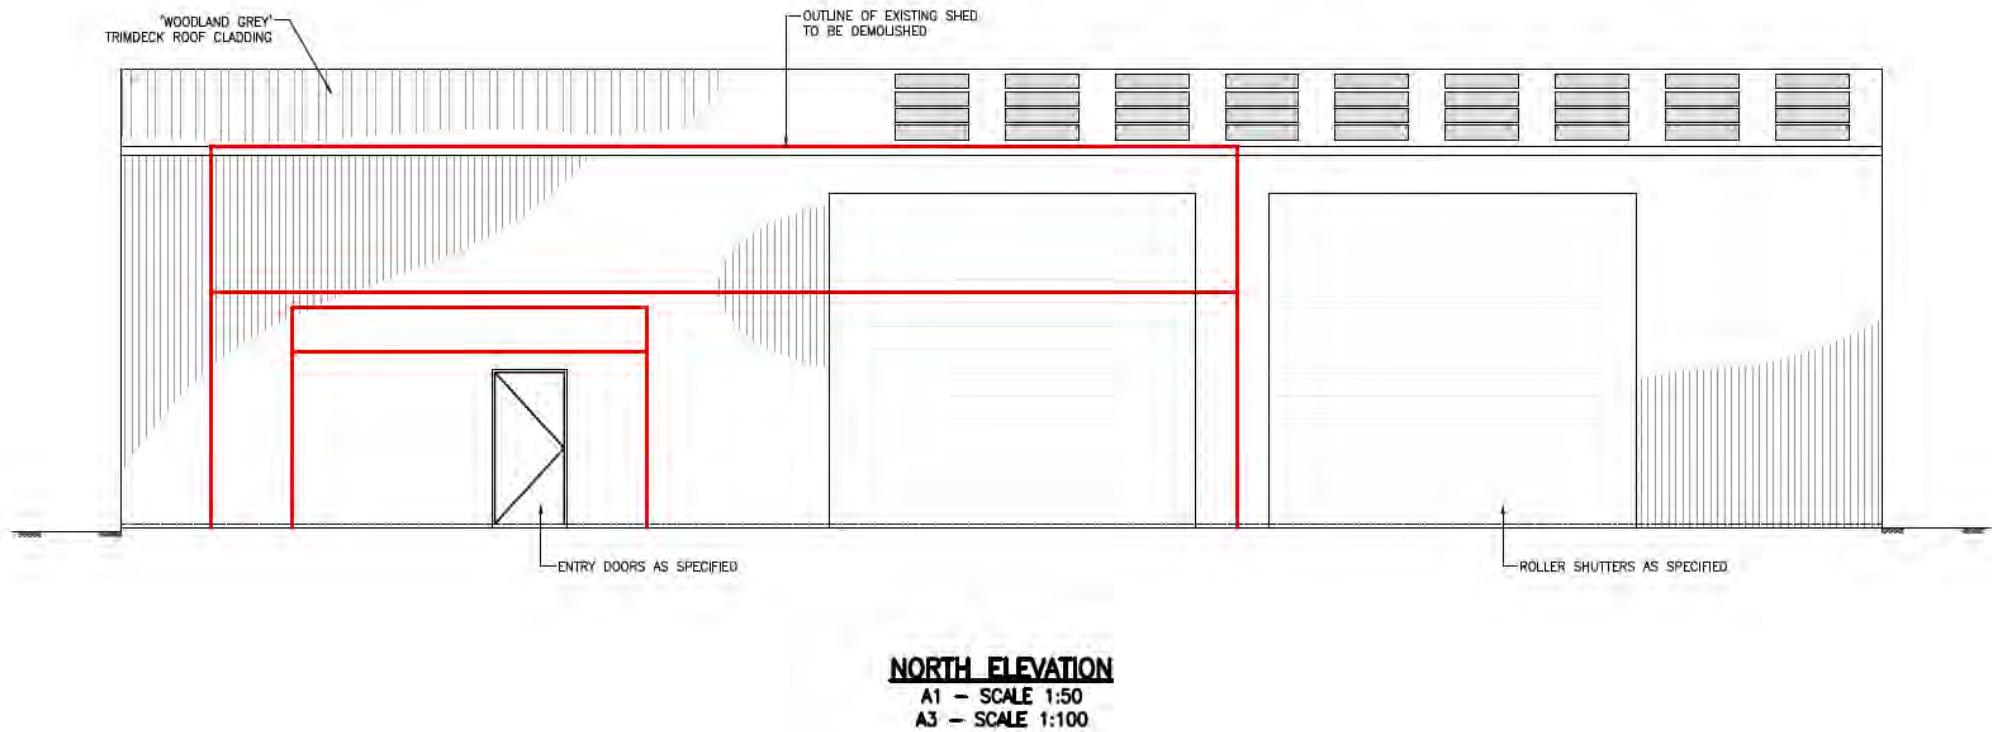 'WOODLAND GREY'
TRIMDECK ROOF CLADDING
OUTLINE OF EXISTING SHED
TO BE DEMOLISHED
ENTRY DOORS AS SPECIFIED
ROLLER SHUTTERS AS SPECIFIED
NORTH ELEVATION
A1 – SCALE 1:50
A3 – SCALE 1:100